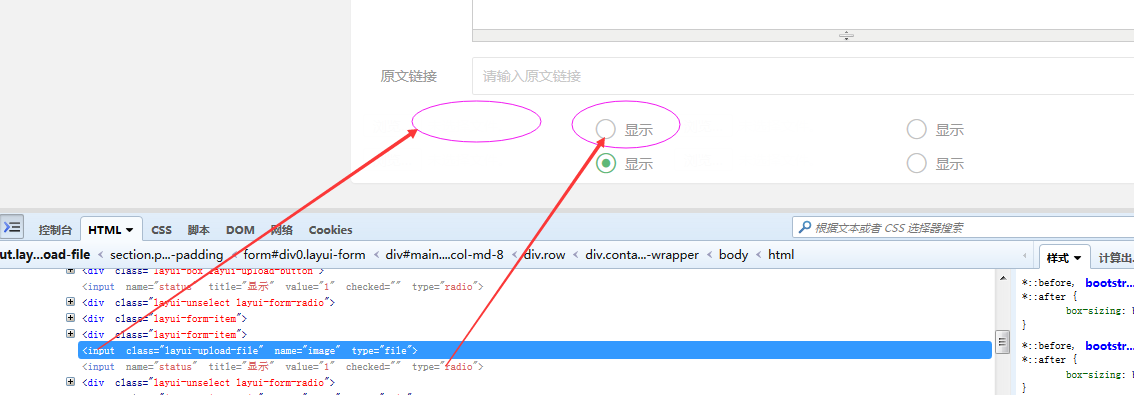 原文链接 请输入原文链接
显示 显示
显示 显示
控制台 HTML CSS 脚本 DOM 网络 Cookies 根据文本或者 CSS 选择器搜索
ut.lay...oad-file < section.p...-padding < form#div0.layui-form < div#main....col-md-8 < div.row < div.conta...-wrapper < body < html 样式 计算出
<div class="layui-box layui-upload-button">
<input name="status" title="显示" value="1" checked="" type="radio">
<div class="layui-unselect layui-form-radio">
<div class="layui-form-item">
<div class="layui-form-item">
<input class="layui-upload-file" name="image" type="file">
<input name="status" title="显示" value="1" checked="" type="radio">
<div class="layui-unselect layui-form-radio">
*::before, bootstr...
*::after {
box-sizing: b
}
*::before, bootstr...
*::after {
box-sizing: b
}